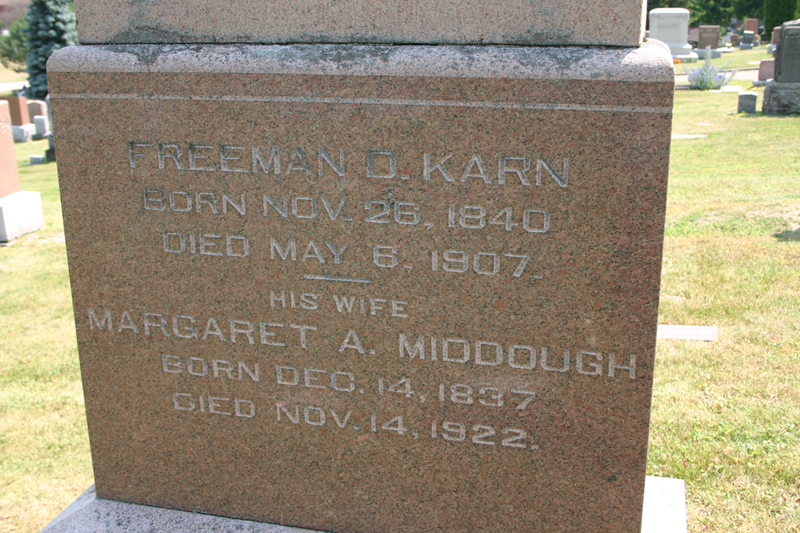 FREEMAN D. KARN
BORN NOV. 26, 1840
DIED MAY 6, 1907.
HIS WIFE
MARGARET A. MIDDOUGH
BORN DEC. 14, 1837
DIED NOV. 14, 1922.